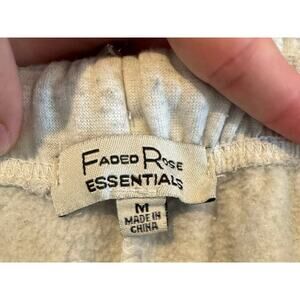 FADED ROSE
ESSENTIALS
M
MADE IN
CHINA